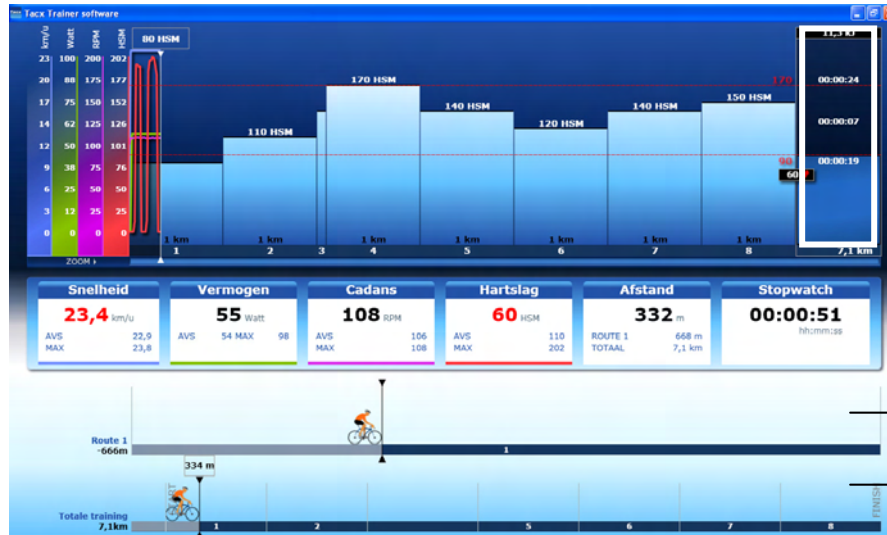 Tacx Trainer software
km/u Watt RPM HSM
80 HSM
11,3 kJ
23 100 200 202
20 88 175 177
17 75 150 152
14 62 125 126
12 50 100 101
9 38 75 76
6 25 50 50
3 12 25 25
0 0 0 0
ZOOM
110 HSM
170 HSM
140 HSM
120 HSM
140 HSM
150 HSM
170
90
60
00:00:24
00:00:07
00:00:19
1 km 1 km 1 km 1 km 1 km 1 km 1 km
1 2 3 4 5 6 7 8 7,1 km
Snelheid
23,4 km/u
AVS 22,9
MAX 23,8
Vermogen
55 Watt
AVS 54 MAX 98
Cadans
108 RPM
AVS 106
MAX 108
Hartslag
60 HSM
AVS 110
MAX 202
Afstand
332 m
ROUTE 1 668 m
TOTAAL 7,1 km
Stopwatch
00:00:51
hh:mm:ss
Route 1
-666m
1
334 m
START
FINISH
Totale training
7,1km
1 2 5 6 7 8